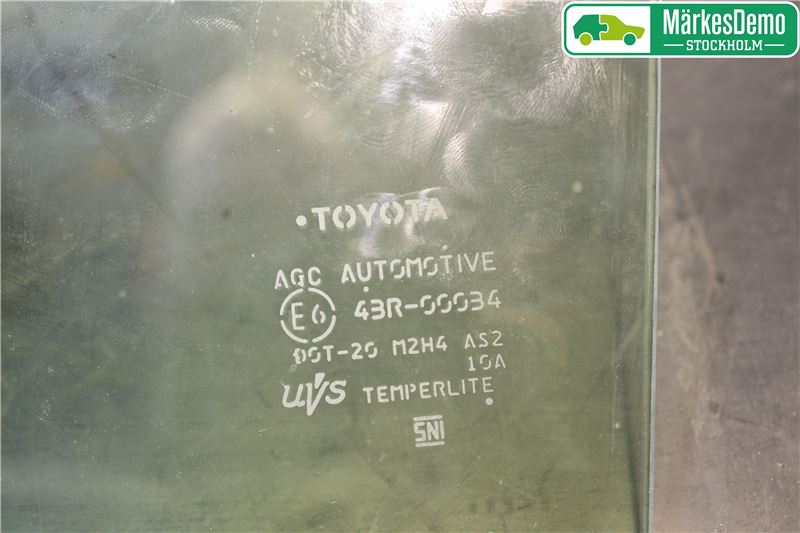 MärkesDemo
STOCKHOLM
TOYOTA
AGC AUTOMOTIVE
E6 43R-00034
DOT-20 M2H4 AS2
10A
UVS TEMPERLITE
SNI